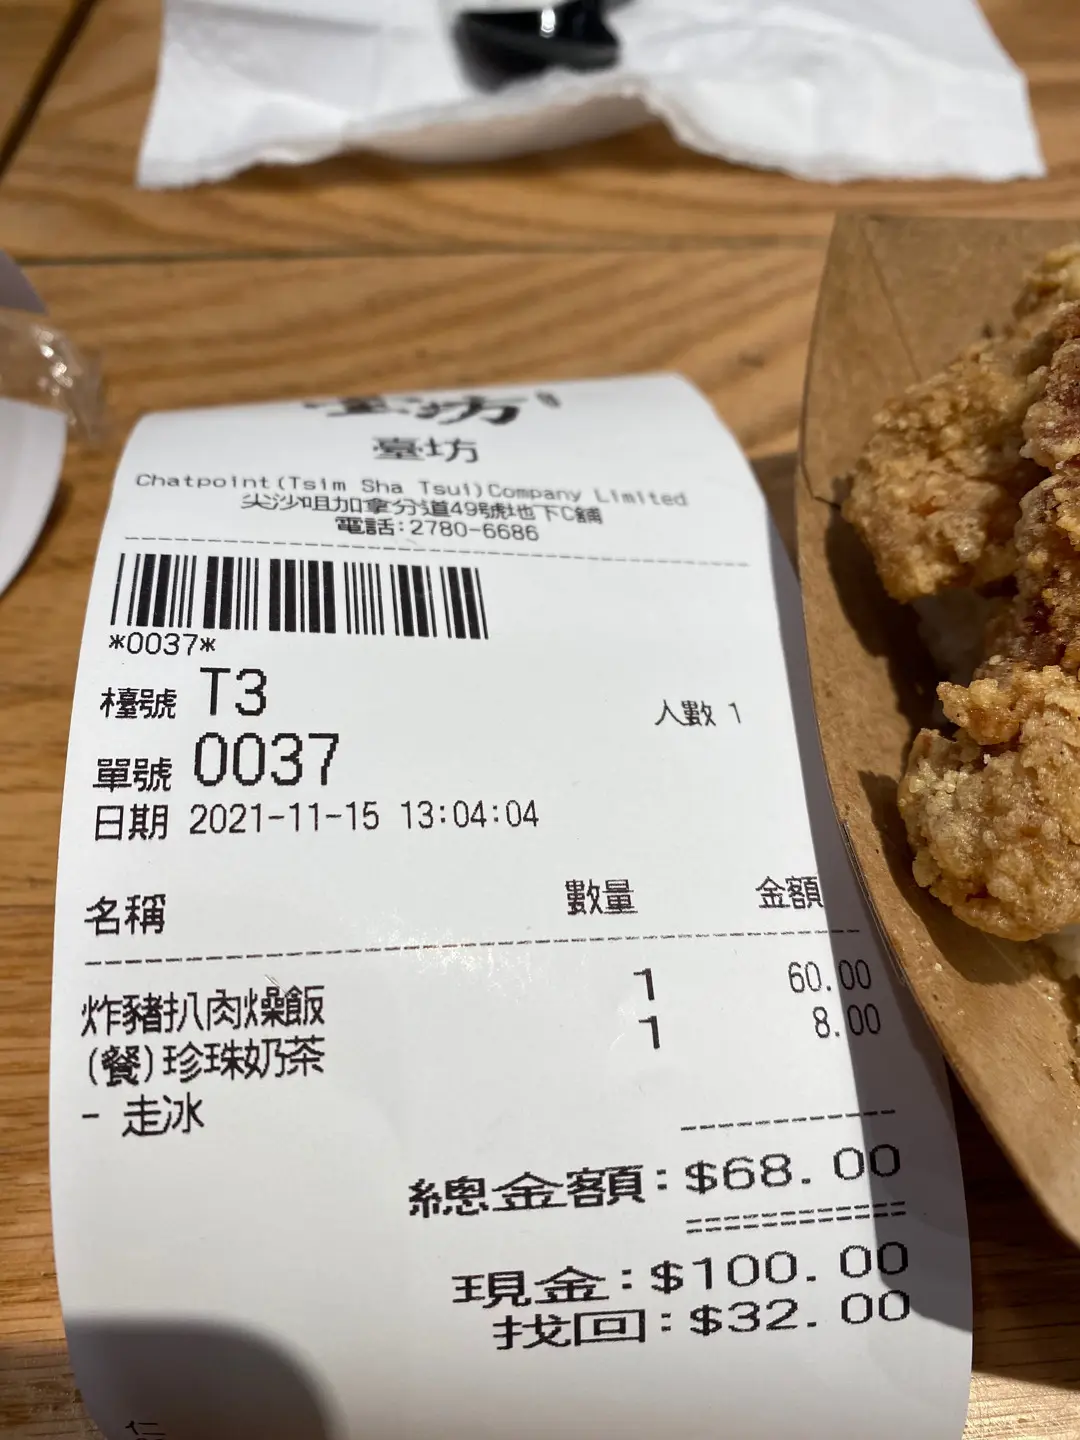 臺坊
Chatpoint(Tsim Sha Tsui)Company Limited
尖沙咀加拿分道49號地下C舖
電話:2780-6686
*0037*
檯號 T3 人數 1
單號 0037
日期 2021-11-15 13:04:04
名稱 數量 金額
炸豬扒肉燥飯 1 60.00
(餐)珍珠奶茶 1 8.00
- 走冰
總金額:$68.00
現金:$100.00
找回:$32.00